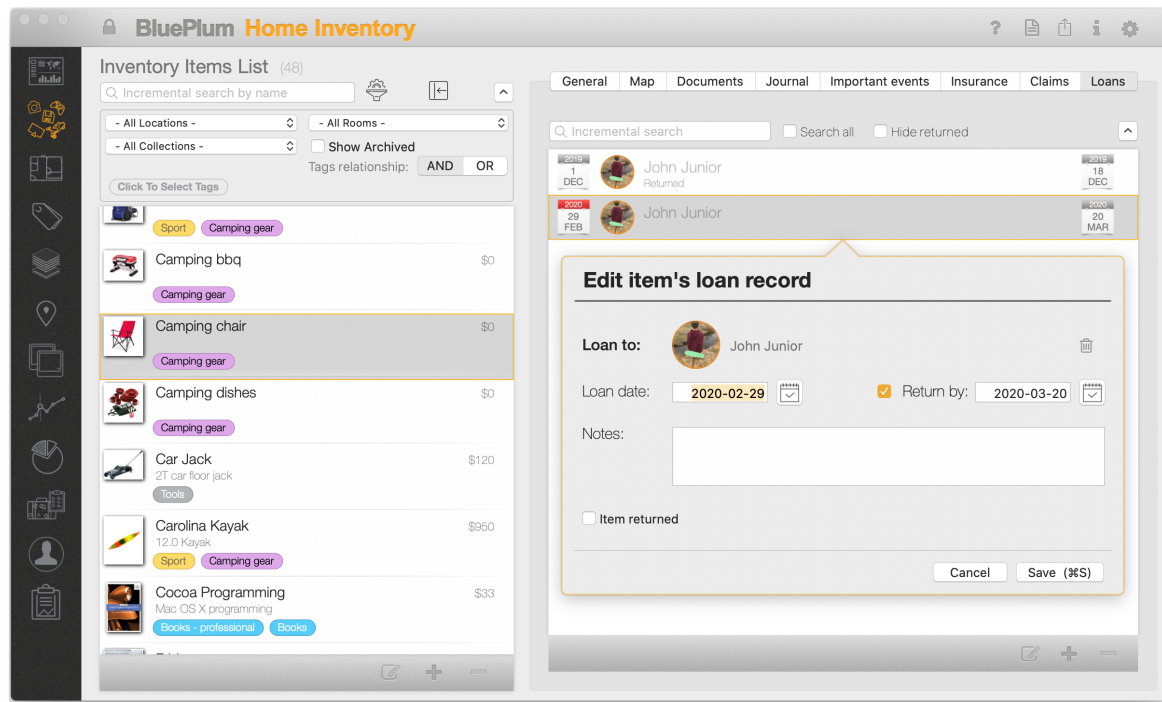 BluePlum Home Inventory
?
i
Inventory Items List (48)
Incremental search by name
- All Locations -
- All Rooms -
- All Collections -
Show Archived
Tags relationship: AND OR
Click To Select Tags
Sport Camping gear
Camping bbq $0
Camping gear
Camping chair $0
Camping gear
Camping dishes $0
Camping gear
Car Jack $120
2T car floor jack
Tools
Carolina Kayak $950
12.0 Kayak
Sport Camping gear
Cocoa Programming $33
Mac OS X programming
Books - professional Books
General Map Documents Journal Important events Insurance Claims Loans
Incremental search Search all Hide returned
2019 1 DEC
John Junior
Returned
2019 18 DEC
2020 29 FEB
John Junior
2020 20 MAR
Edit item's loan record
Loan to: John Junior
Loan date: 2020-02-29 Return by: 2020-03-20
Notes:
Item returned
Cancel Save (⌘S)